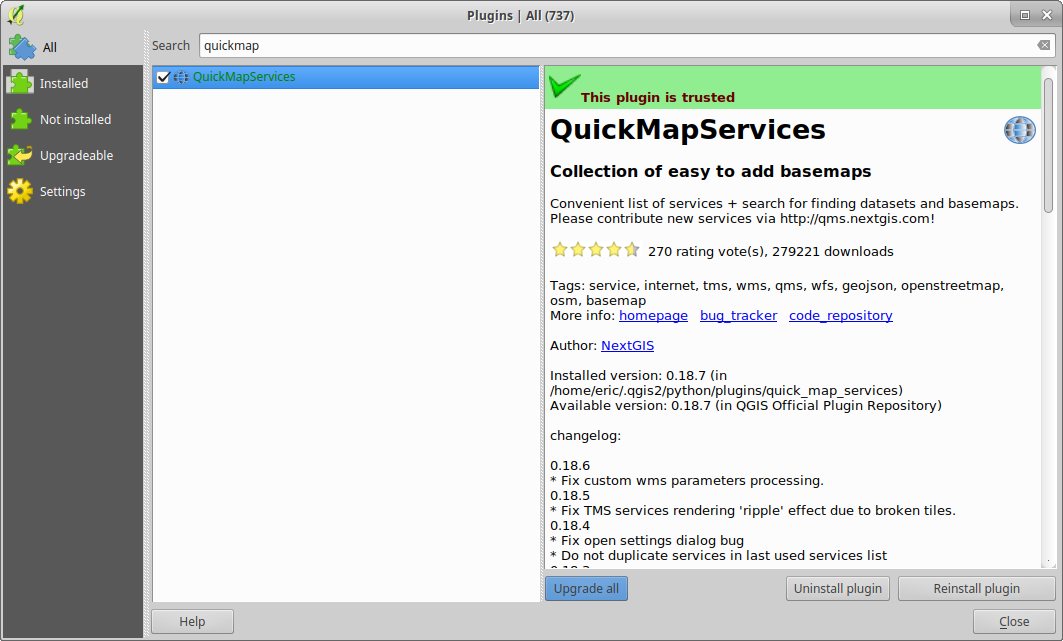 Plugins | All (737)
All
Installed
Not installed
Upgradeable
Settings
Search quickmap
QuickMapServices
This plugin is trusted
QuickMapServices
Collection of easy to add basemaps
Convenient list of services + search for finding datasets and basemaps.
Please contribute new services via http://qms.nextgis.com!
270 rating vote(s), 279221 downloads
Tags: service, internet, tms, wms, qms, wfs, geojson, openstreetmap,
osm, basemap
More info: homepage bug_tracker code_repository
Author: NextGIS
Installed version: 0.18.7 (in
/home/eric/.qgis2/python/plugins/quick_map_services)
Available version: 0.18.7 (in QGIS Official Plugin Repository)
changelog:
0.18.6
* Fix custom wms parameters processing.
0.18.5
* Fix TMS services rendering 'ripple' effect due to broken tiles.
0.18.4
* Fix open settings dialog bug
* Do not duplicate services in last used services list
Upgrade all Uninstall plugin Reinstall plugin
Help Close